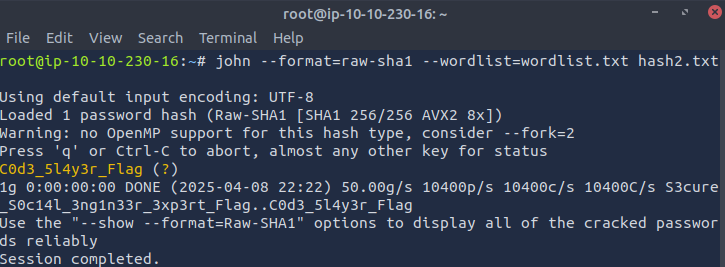 root@ip-10-10-230-16: ~
File Edit View Search Terminal Help
root@ip-10-10-230-16:~# john --format=raw-sha1 --wordlist=wordlist.txt hash2.txt
Using default input encoding: UTF-8
Loaded 1 password hash (Raw-SHA1 [SHA1 256/256 AVX2 8x])
Warning: no OpenMP support for this hash type, consider --fork=2
Press 'q' or Ctrl-C to abort, almost any other key for status
C0d3_5l4y3r_Flag (?)
1g 0:00:00:00 DONE (2025-04-08 22:22) 50.00g/s 10400p/s 10400c/s 10400C/s S3cure
_S0c14l_3ng1n33r_3xp3rt_Flag..C0d3_5l4y3r_Flag
Use the "--show --format=Raw-SHA1" options to display all of the cracked passwor
ds reliably
Session completed.